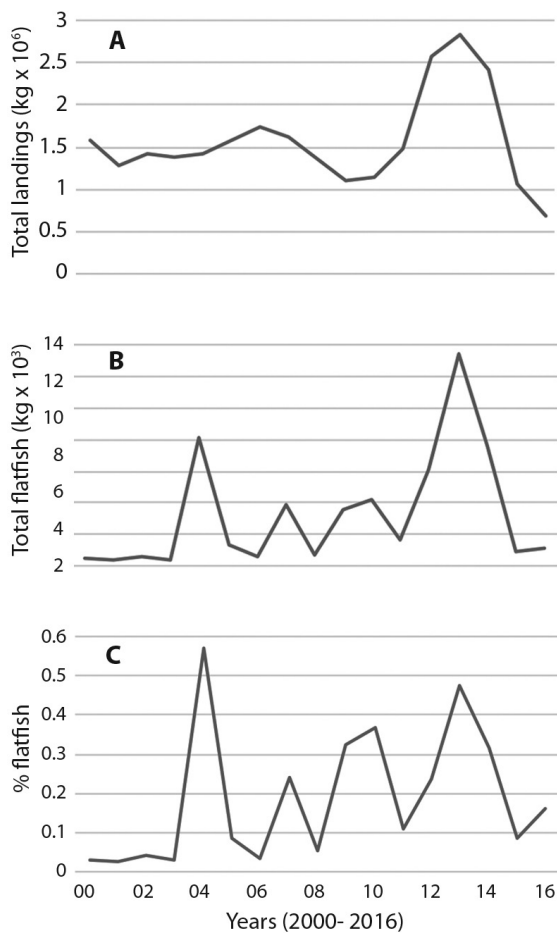 A
Total landings (kg x 10⁶)
3
2.5
2
1.5
1
0.5
0
B
Total flatfish (kg x 10³)
14
12
10
8
6
4
2
C
% flatfish
0.6
0.5
0.4
0.3
0.2
0.1
0
00 02 04 06 08 10 12 14 16
Years (2000- 2016)